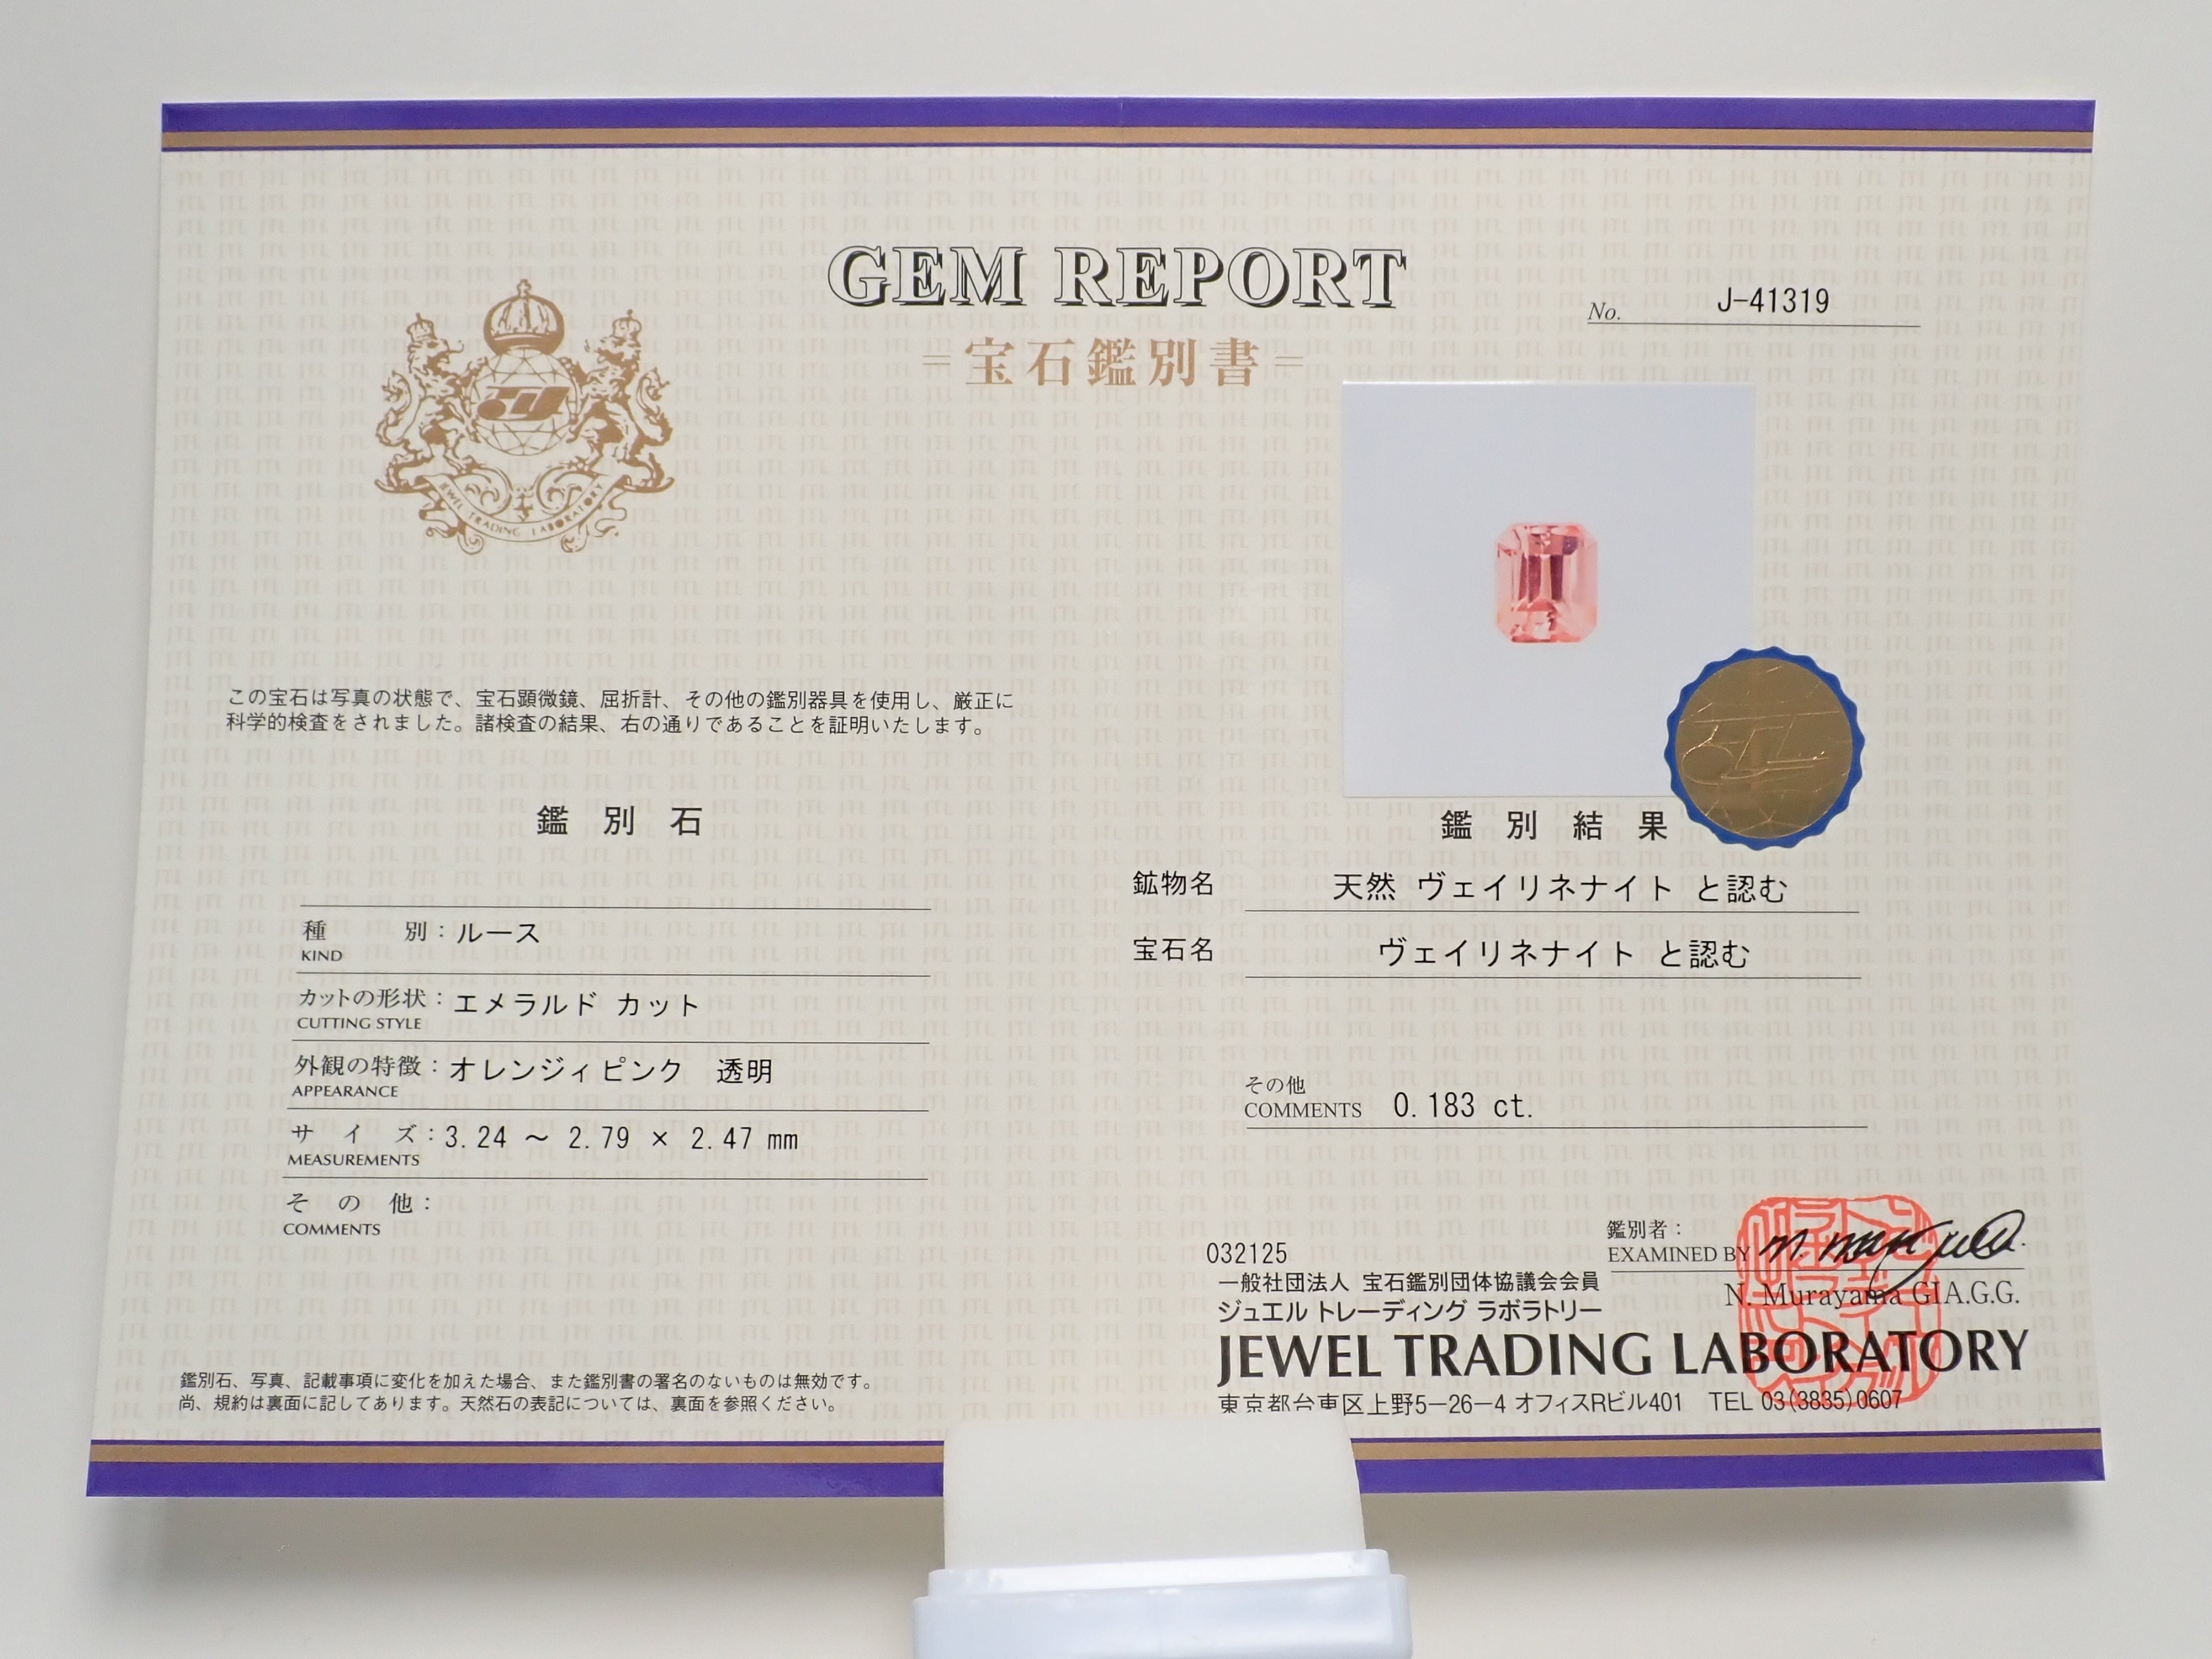 GEM REPORT
=宝石鑑別書=
No. J-41319
JEWEL TRADING LABORATORY
この宝石は写真の状態で、宝石顕微鏡、屈折計、その他の鑑別器具を使用し、厳正に
科学的検査をされました。諸検査の結果、右の通りであることを証明いたします。
鑑別石
種別：ルース
KIND
カットの形状：エメラルド カット
CUTTING STYLE
外観の特徴：オレンジィピンク 透明
APPEARANCE
サイズ：3.24 ～ 2.79 × 2.47 mm
MEASUREMENTS
その他：
COMMENTS
鑑別石、写真、記載事項に変化を加えた場合、また鑑別書の署名のないものは無効です。
尚、規約は裏面に記してあります。天然石の表記については、裏面を参照ください。
鑑別結果
鉱物名 天然 ヴェイリネナイト と認む
宝石名 ヴェイリネナイト と認む
その他
COMMENTS 0.183 ct.
鑑別者：
EXAMINED BY
N. Murayama GIA.G.G.
032125
一般社団法人 宝石鑑別団体協議会会員
ジュエル トレーディング ラボラトリー
JEWEL TRADING LABORATORY
東京都台東区上野5－26－4 オフィスRビル401 TEL 03(3835)0607